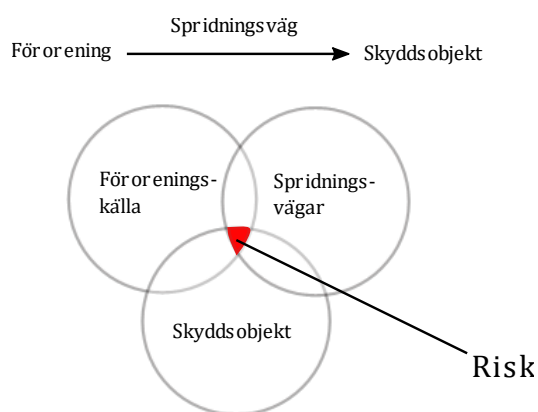 Spridningsväg
Förorening
Skyddsobjekt
Förorenings-
källa
Spridnings-
vägar
Skyddsobjekt
Risk